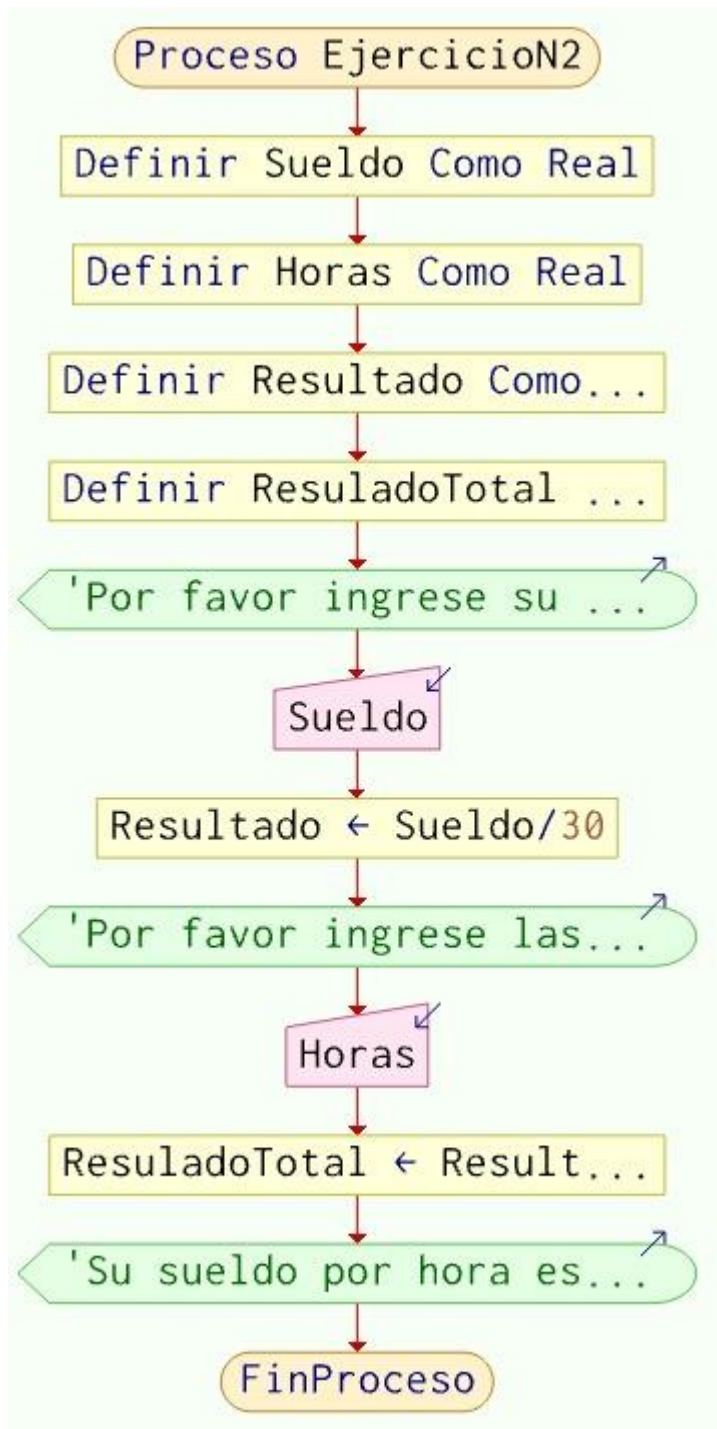 Proceso EjercicioN2
Definir Sueldo Como Real
Definir Horas Como Real
Definir Resultado Como...
Definir ResuladoTotal ...
'Por favor ingrese su ...
Sueldo
Resultado ← Sueldo/30
'Por favor ingrese las...
Horas
ResuladoTotal ← Result...
'Su sueldo por hora es...
FinProceso